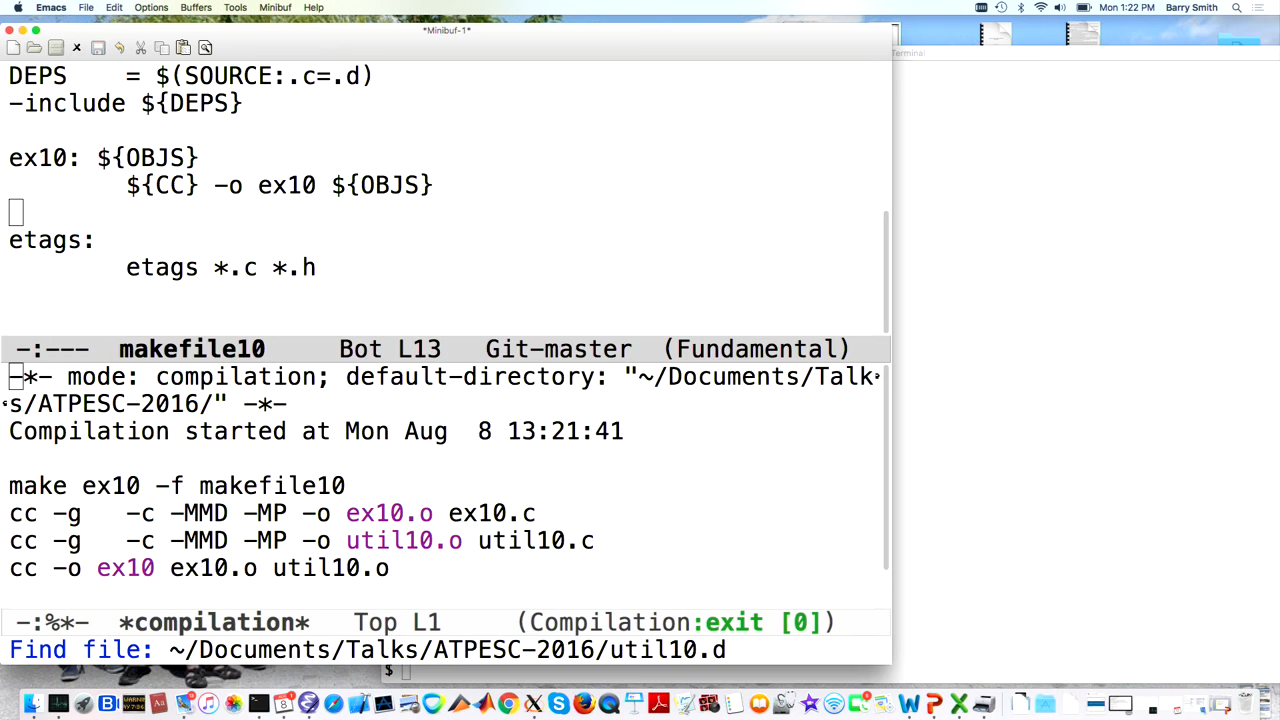 Emacs File Edit Options Buffers Tools Minibuf Help
Mon 1:22 PM Barry Smith
*Minibuf-1*
Terminal
DEPS = $(SOURCE:.c=.d)
-include ${DEPS}
ex10: ${OBJS}
${CC} -o ex10 ${OBJS}
etags:
etags *.c *.h
-:--- makefile10 Bot L13 Git-master (Fundamental)
-*- mode: compilation; default-directory: "~/Documents/Talk
s/ATPESC-2016/" -*-
Compilation started at Mon Aug 8 13:21:41
make ex10 -f makefile10
cc -g -c -MMD -MP -o ex10.o ex10.c
cc -g -c -MMD -MP -o util10.o util10.c
cc -o ex10 ex10.o util10.o
-:%*- *compilation* Top L1 (Compilation:exit [0])
Find file: ~/Documents/Talks/ATPESC-2016/util10.d
$